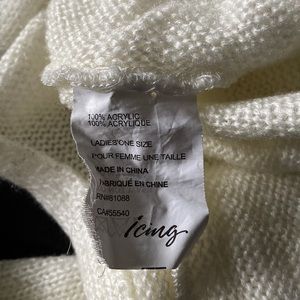 100% ACRYLIC
100% ACRYLIQUE
LADIES'ONE SIZE
POUR FEMME UNE TAILLE
MADE IN CHINA
FABRIQUÉ EN CHINE
RN#81088
CA#55540
icing